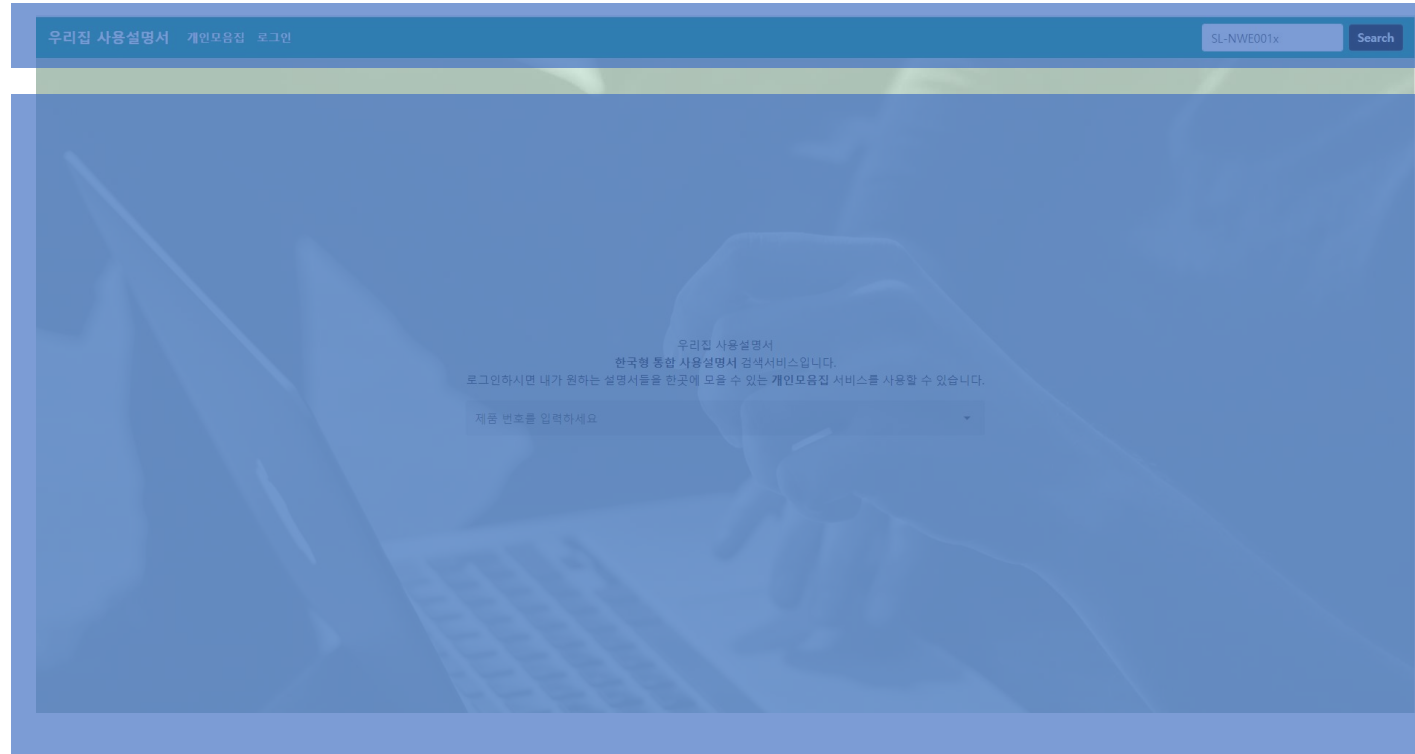 우리집 사용설명서 개인모음집 로그인 SL-NWE001x Search
우리집 사용설명서
한국형 통합 사용설명서 검색서비스입니다.
로그인하시면 내가 원하는 설명서들을 한곳에 모을 수 있는 개인모음집 서비스를 사용할 수 있습니다.
제품 번호를 입력하세요